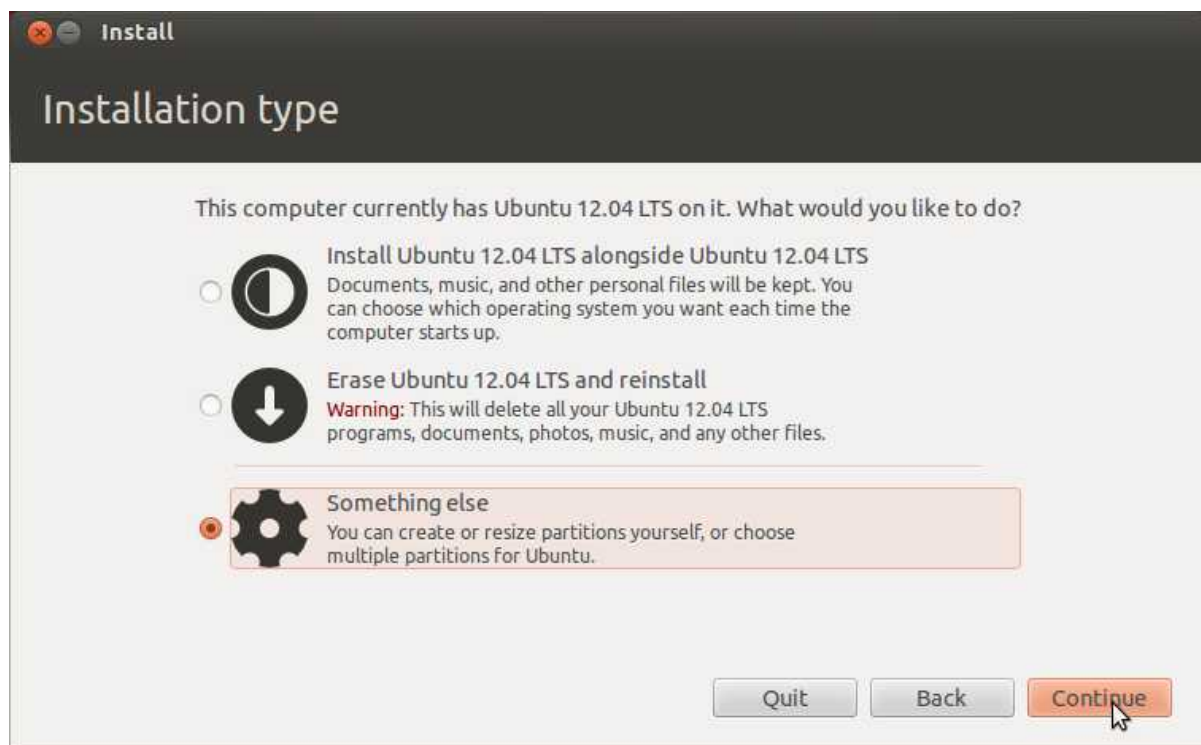 Install
Installation type
This computer currently has Ubuntu 12.04 LTS on it. What would you like to do?
Install Ubuntu 12.04 LTS alongside Ubuntu 12.04 LTS
Documents, music, and other personal files will be kept. You
can choose which operating system you want each time the
computer starts up.
Erase Ubuntu 12.04 LTS and reinstall
Warning: This will delete all your Ubuntu 12.04 LTS
programs, documents, photos, music, and any other files.
Something else
You can create or resize partitions yourself, or choose
multiple partitions for Ubuntu.
Quit Back Continue